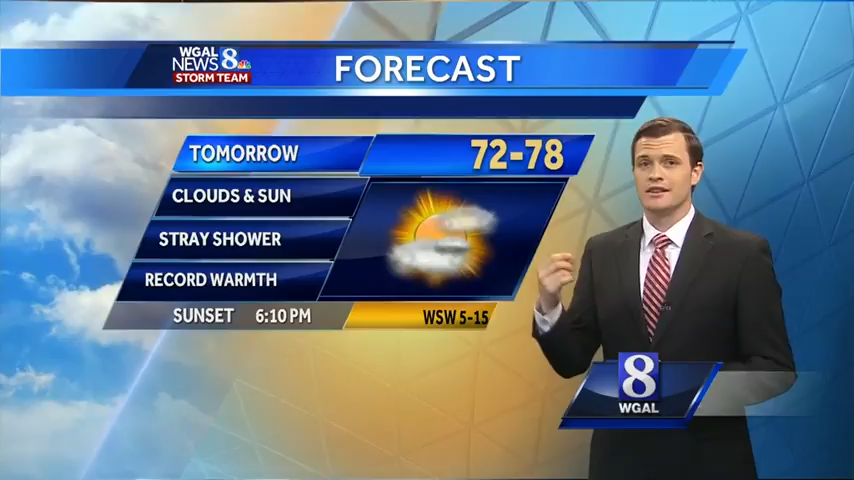 WGAL
NEWS 8
STORM TEAM
FORECAST
TOMORROW
72-78
CLOUDS & SUN
STRAY SHOWER
RECORD WARMTH
SUNSET 6:10 PM
WSW 5-15
8
WGAL